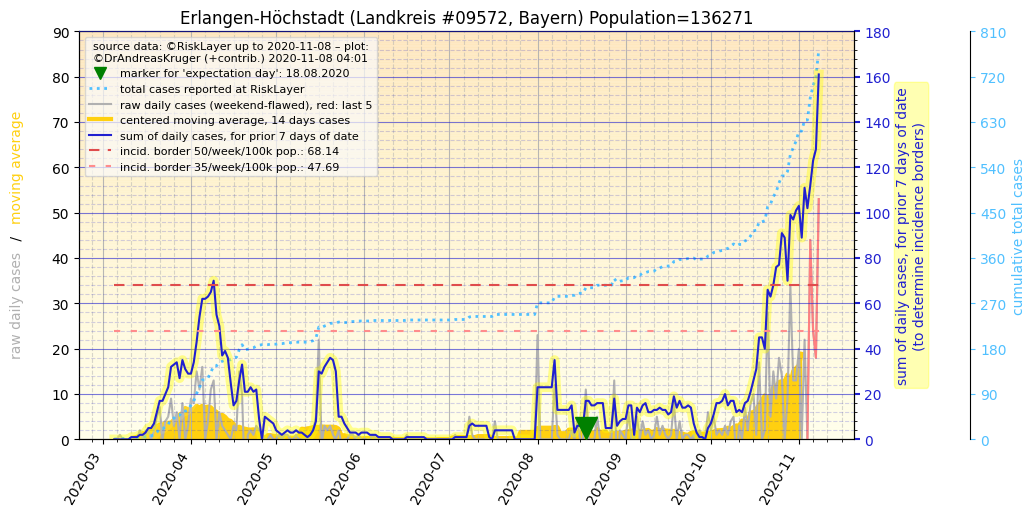 Erlangen-Höchstadt (Landkreis #09572, Bayern) Population=136271
source data: ©RiskLayer up to 2020-11-08 – plot:
©DrAndreasKruger (+contrib.) 2020-11-08 04:01
marker for 'expectation day': 18.08.2020
total cases reported at RiskLayer
raw daily cases (weekend-flawed), red: last 5
centered moving average, 14 days cases
sum of daily cases, for prior 7 days of date
incid. border 50/week/100k pop.: 68.14
incid. border 35/week/100k pop.: 47.69
raw daily cases / moving average
90
80
70
60
50
40
30
20
10
0
2020-03
2020-04
2020-05
2020-06
2020-07
2020-08
2020-09
2020-10
2020-11
180
160
140
120
100
80
60
40
20
0
sum of daily cases, for prior 7 days of date
(to determine incidence borders)
810
720
630
540
450
360
270
180
90
0
cumulative total cases